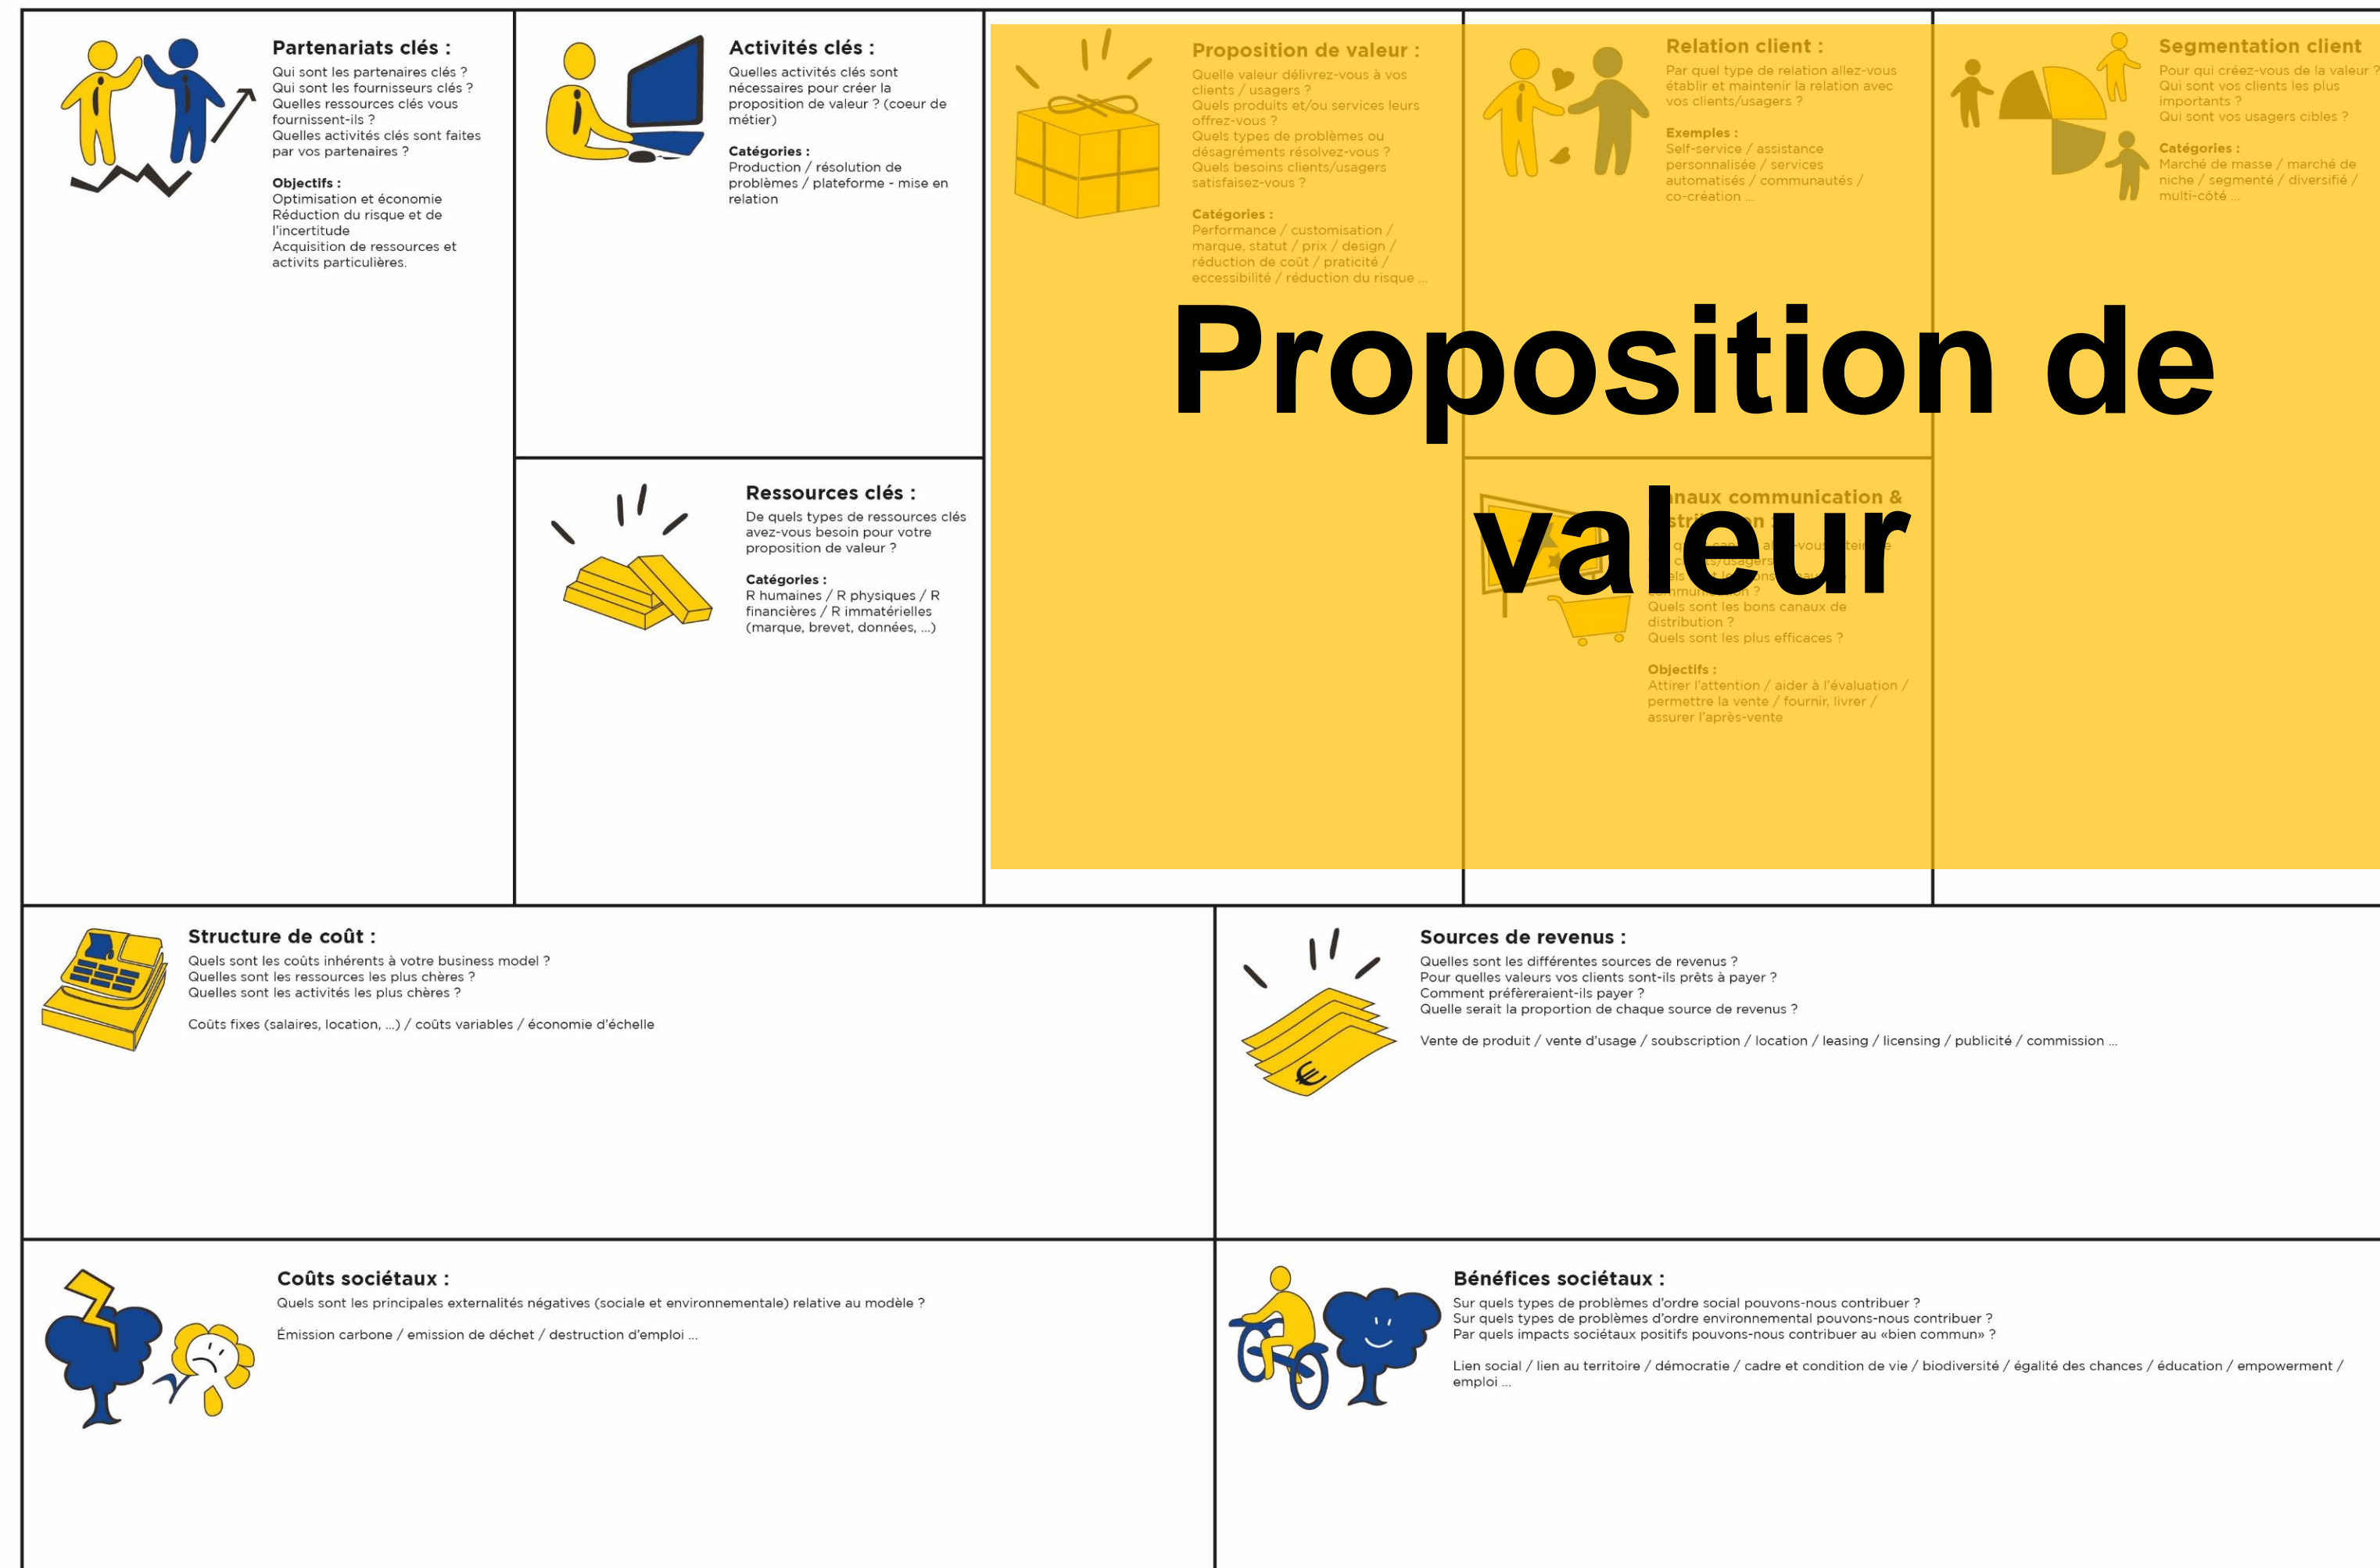 Partenariats clés :
Qui sont les partenaires clés ?
Qui sont les fournisseurs clés ?
Quelles ressources clés vous
fournissent-ils ?
Quelles activités clés sont faites
par vos partenaires ?
Objectifs :
Optimisation et économie
Réduction du risque et de
l'incertitude
Acquisition de ressources et
activits particulières.
Activités clés :
Quelles activités clés sont
nécessaires pour créer la
proposition de valeur ? (coeur de
métier)
Catégories :
Production / résolution de
problèmes / plateforme - mise en
relation
Ressources clés :
De quels types de ressources clés
avez-vous besoin pour votre
proposition de valeur ?
Catégories :
R humaines / R physiques / R
financières / R immatérielles
(marque, brevet, données, ...)
Proposition de valeur :
Quelle valeur délivrez-vous à vos
clients / usagers ?
Quels produits et/ou services leurs
offrez-vous ?
Quels types de problèmes ou
désagréments résolvez-vous ?
Quels besoins clients/usagers
satisfaisez-vous ?
Catégories :
Performance / customisation /
marque, statut / prix / design /
réduction de coût / praticité /
eccessibilité / réduction du risque ...
Relation client :
Par quel type de relation allez-vous
établir et maintenir la relation avec
vos clients/usagers ?
Exemples :
Self-service / assistance
personnalisée / services
automatisés / communautés /
co-création ...
Segmentation client
Pour qui créez-vous de la valeur ?
Qui sont vos clients les plus
importants ?
Qui sont vos usagers cibles ?
Catégories :
Marché de masse / marché de
niche / segmenté / diversifié /
multi-côté ...
Proposition de
valeur
communication &
Quels sont les bons canaux de
distribution ?
Quels sont les plus efficaces ?
Objectifs :
Attirer l'attention / aider à l'évaluation /
permettre la vente / fournir, livrer /
assurer l'après-vente
Structure de coût :
Quels sont les coûts inhérents à votre business model ?
Quelles sont les ressources les plus chères ?
Quelles sont les activités les plus chères ?
Coûts fixes (salaires, location, ...) / coûts variables / économie d'échelle
Sources de revenus :
Quelles sont les différentes sources de revenus ?
Pour quelles valeurs vos clients sont-ils prêts à payer ?
Comment préfèreraient-ils payer ?
Quelle serait la proportion de chaque source de revenus ?
Vente de produit / vente d'usage / soubscription / location / leasing / licensing / publicité / commission ...
€
Coûts sociétaux :
Quels sont les principales externalités négatives (sociale et environnementale) relative au modèle ?
Émission carbone / emission de déchet / destruction d'emploi ...
Bénéfices sociétaux :
Sur quels types de problèmes d'ordre social pouvons-nous contribuer ?
Sur quels types de problèmes d'ordre environnemental pouvons-nous contribuer ?
Par quels impacts sociétaux positifs pouvons-nous contribuer au «bien commun» ?
Lien social / lien au territoire / démocratie / cadre et condition de vie / biodiversité / égalité des chances / éducation / empowerment /
emploi ...